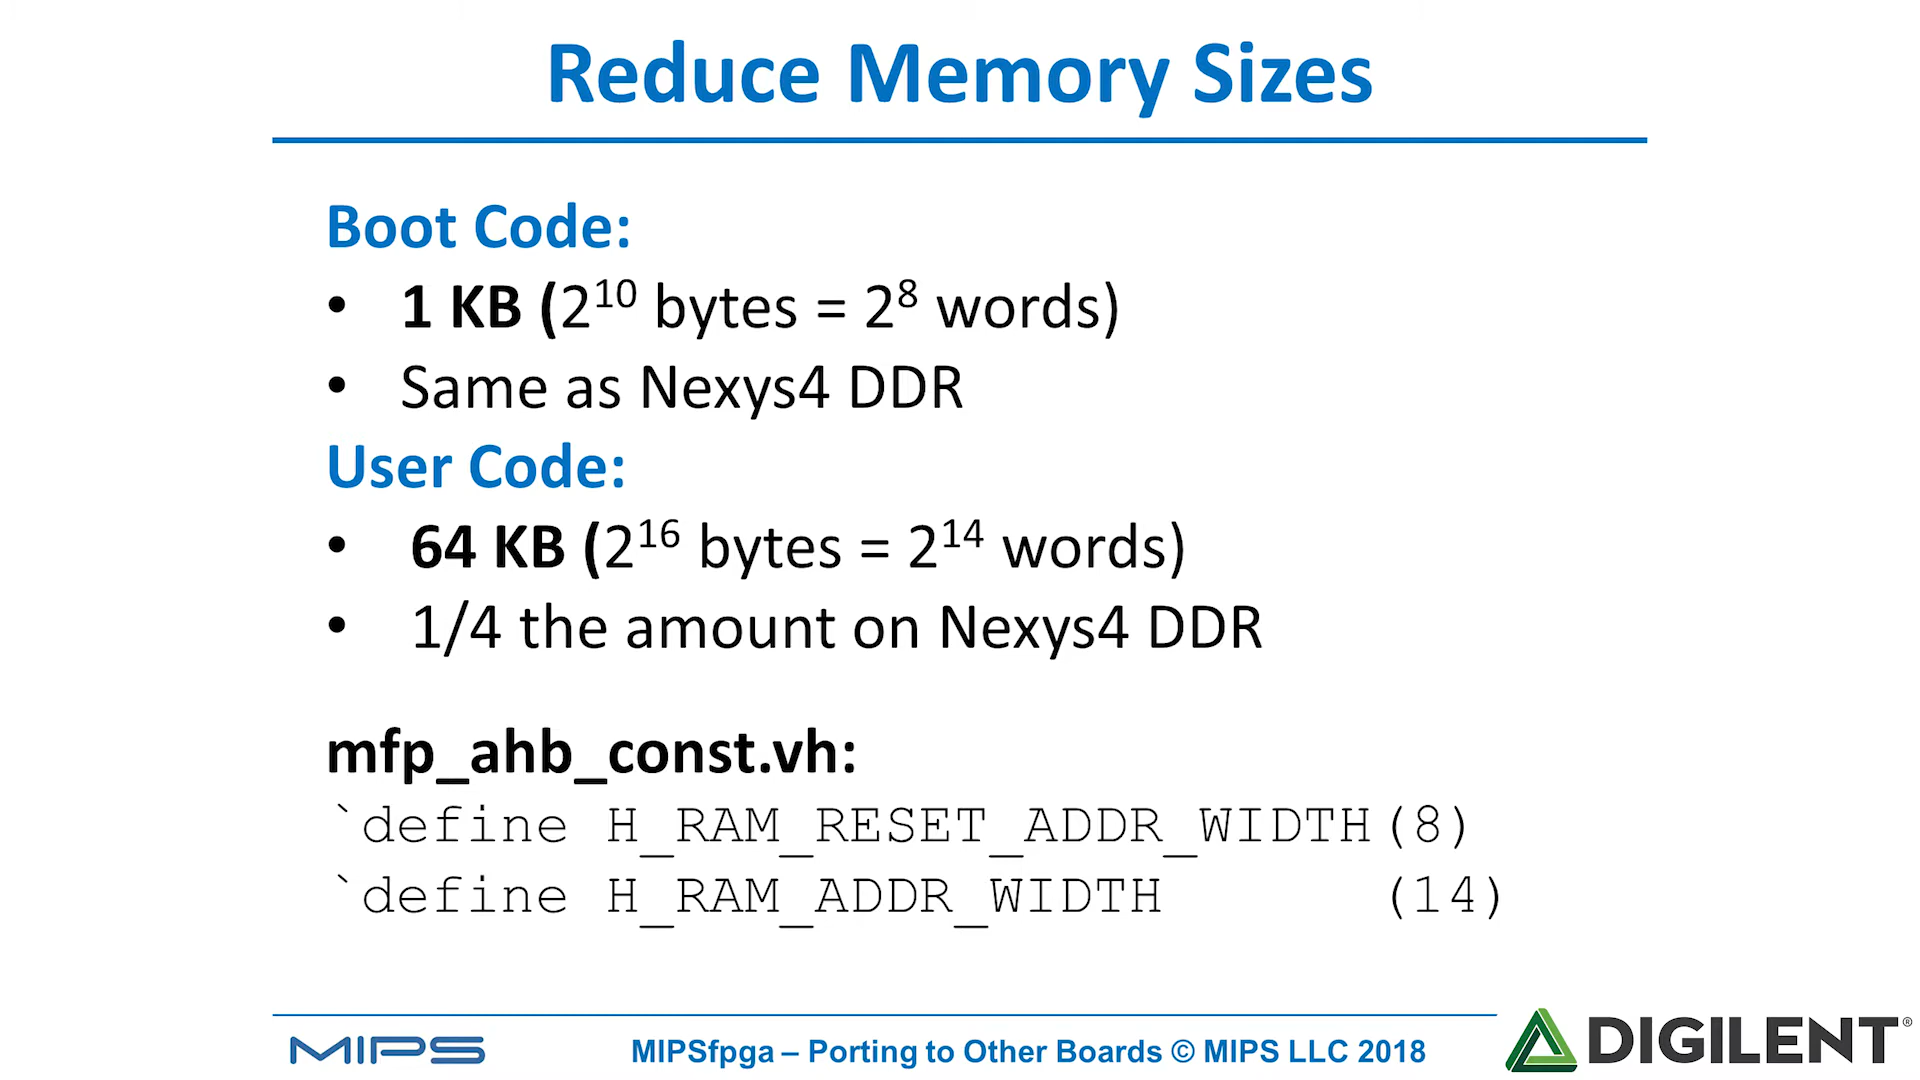 Reduce Memory Sizes
Boot Code:
• 1 KB (2¹⁰ bytes = 2⁸ words)
• Same as Nexys4 DDR
User Code:
• 64 KB (2¹⁶ bytes = 2¹⁴ words)
• 1/4 the amount on Nexys4 DDR
mfp_ahb_const.vh:
`define H_RAM_RESET_ADDR_WIDTH(8)
`define H_RAM_ADDR_WIDTH (14)
MIPS MIPSfpga – Porting to Other Boards © MIPS LLC 2018 DIGILENT®